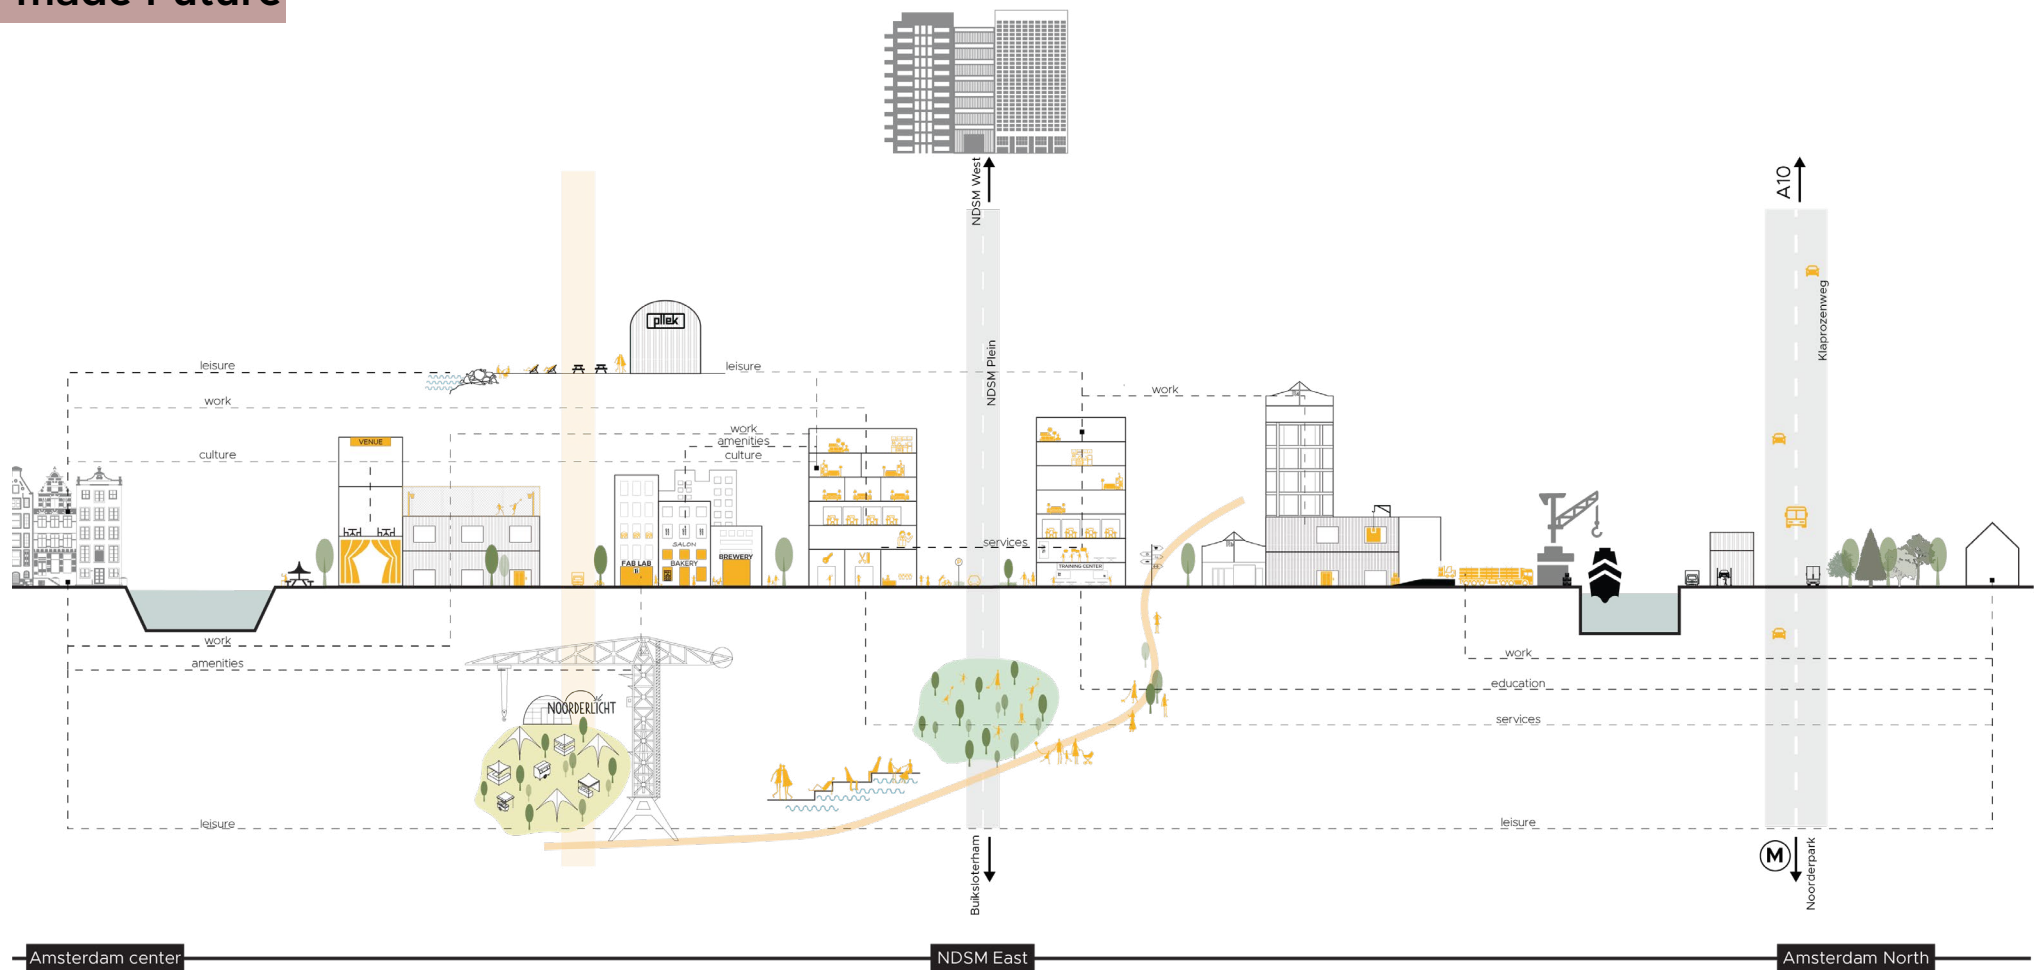 made Future
NDSM West
A10
Klaprozenweg
pllek
leisure
leisure
NDSM Plein
work
work
work
amenities
culture
culture
VENUE
SALON
FAB LAB
BAKERY
BREWERY
services
TRAINING CENTER
work
amenities
work
education
services
NOORDERLICHT
leisure
leisure
Buiksloterham
M
Noorderpark
Amsterdam center
NDSM East
Amsterdam North